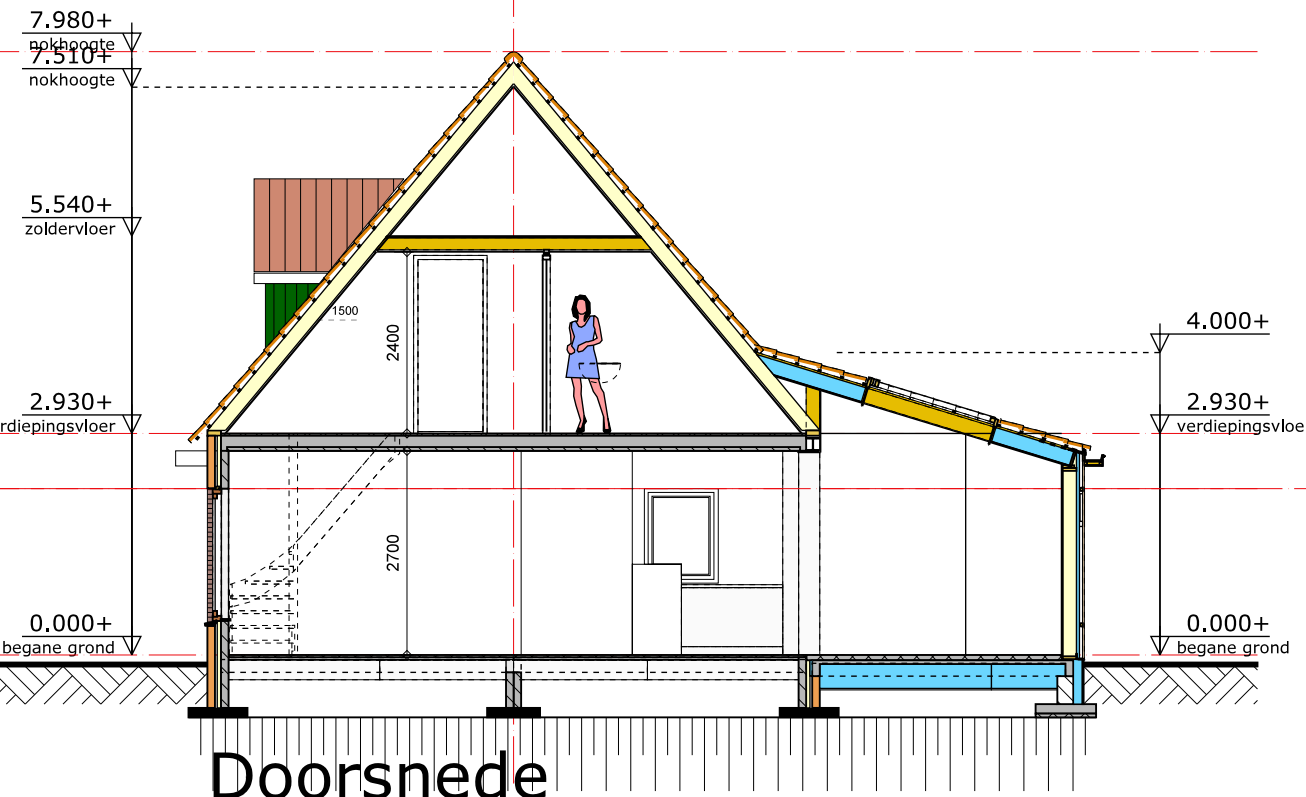 7.980+
nokhoogte
7.510+
nokhoogte
5.540+
zoldervloer
1500
2400
4.000+
2.930+
rdiepingsvloer
2.930+
verdiepingsvloe
2700
0.000+
begane grond
0.000+
begane grond
Doorsnede